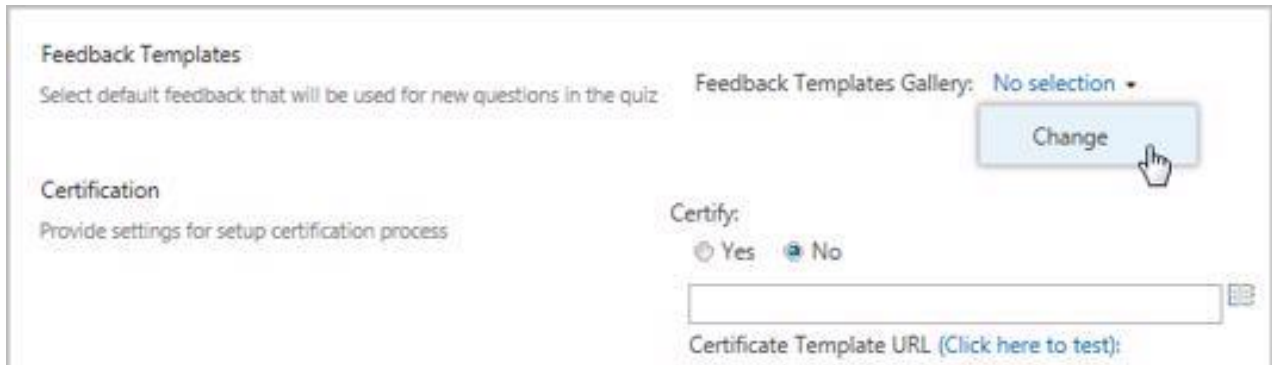 Feedback Templates
Select default feedback that will be used for new questions in the quiz
Feedback Templates Gallery: No selection
Change
Certification
Provide settings for setup certification process
Certify:
Yes No
Certificate Template URL (Click here to test):